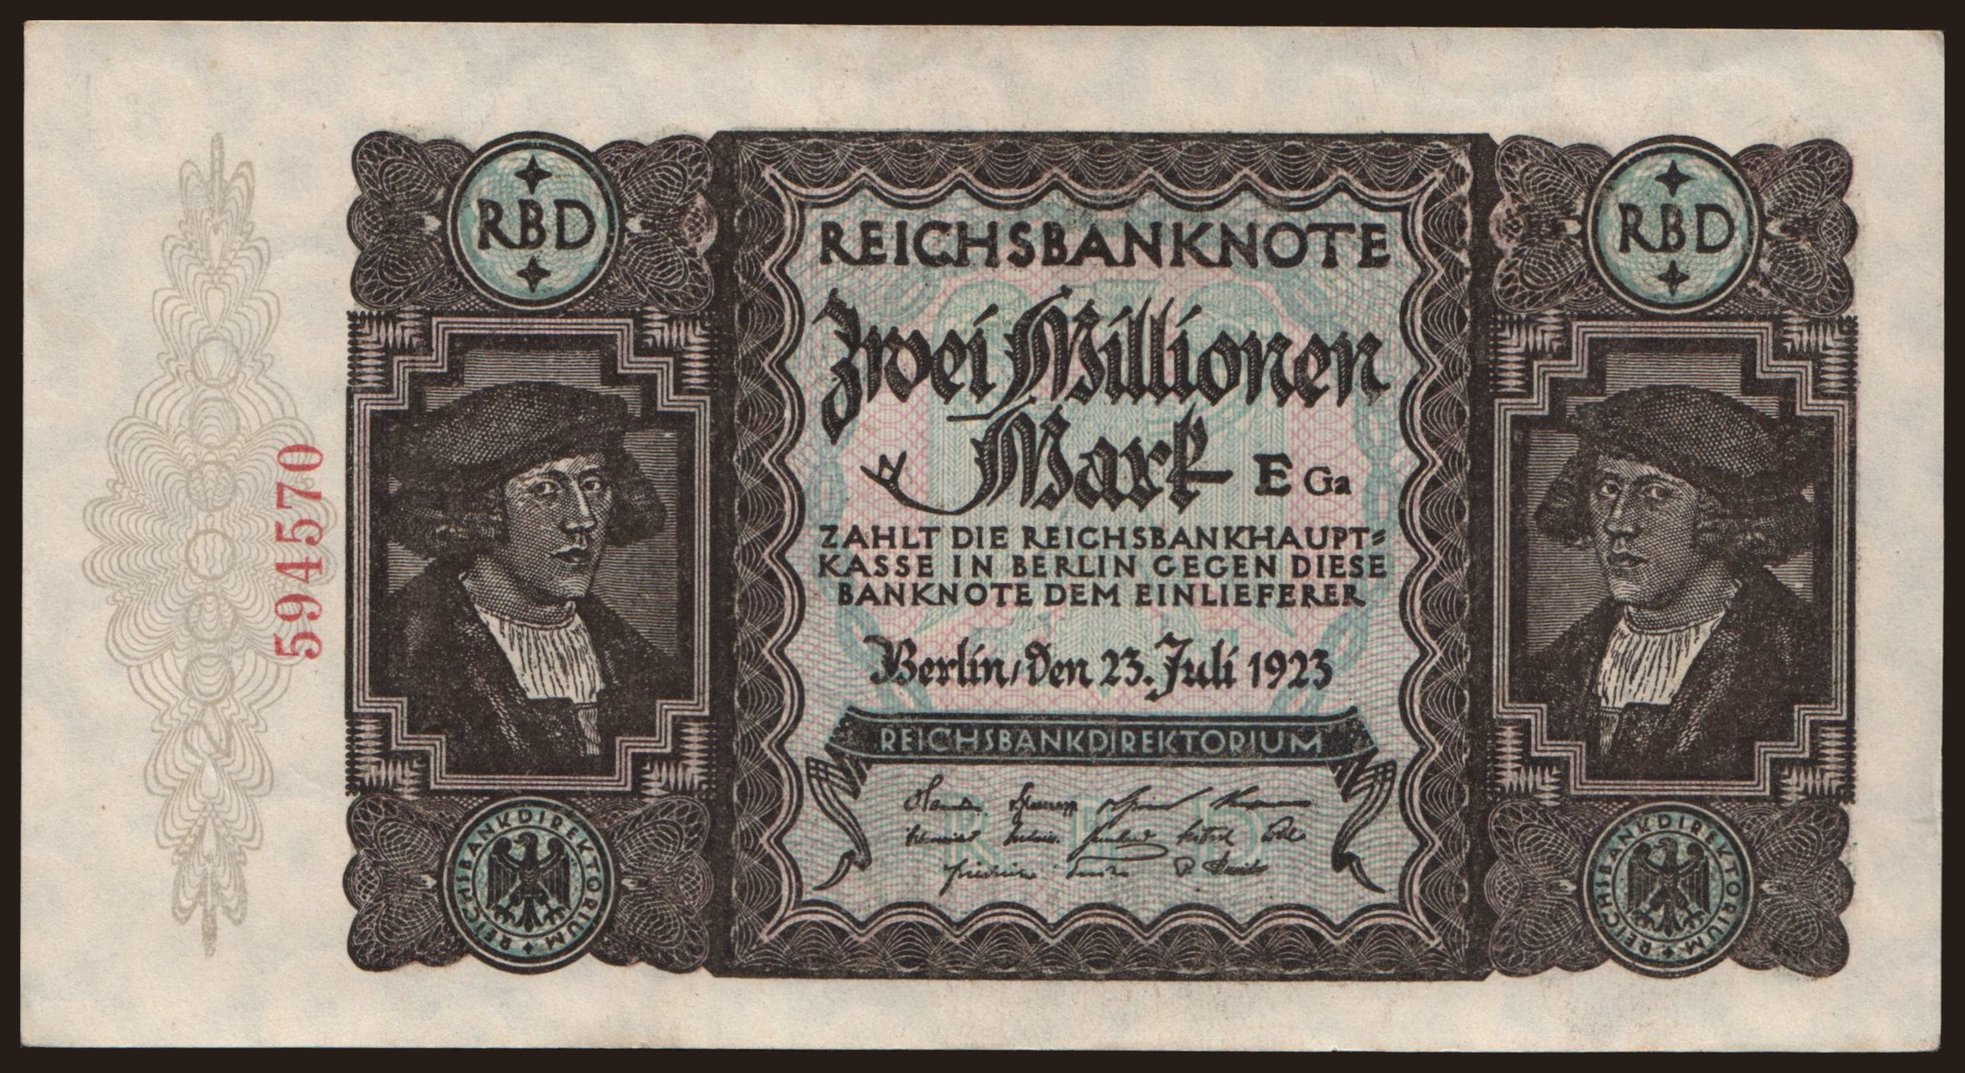 RBD
RBD
REICHSBANKNOTE
Zwei Millionen
Mark E Ga
ZAHLT DIE REICHSBANKHAUPT=
KASSE IN BERLIN GEGEN DIESE
BANKNOTE DEM EINLIEFERER
Berlin, den 23. Juli 1923
REICHSBANKDIREKTORIUM
594570
REICHSBANKDIREKTORIUM
REICHSBANKDIREKTORIUM